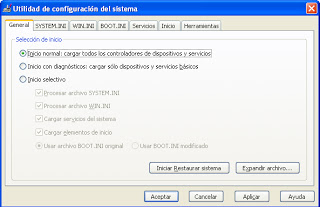 Utilidad de configuración del sistema
General SYSTEM.INI WIN.INI BOOT.INI Servicios Inicio Herramientas
Selección de inicio
Inicio normal: cargar todos los controladores de dispositivos y servicios
Inicio con diagnósticos: cargar sólo dispositivos y servicios básicos
Inicio selectivo
Procesar archivo SYSTEM.INI
Procesar archivo WIN.INI
Cargar servicios del sistema
Cargar elementos de inicio
Usar archivo BOOT.INI original Usar BOOT.INI modificado
Iniciar Restaurar sistema Expandir archivo...
Aceptar Cancelar Aplicar Ayuda